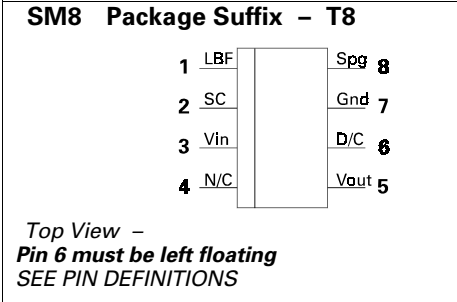 SM8 Package Suffix – T8
1 LBF Spg 8
2 SC Gnd 7
3 Vin D/C 6
4 N/C Vout 5
Top View –
Pin 6 must be left floating
SEE PIN DEFINITIONS